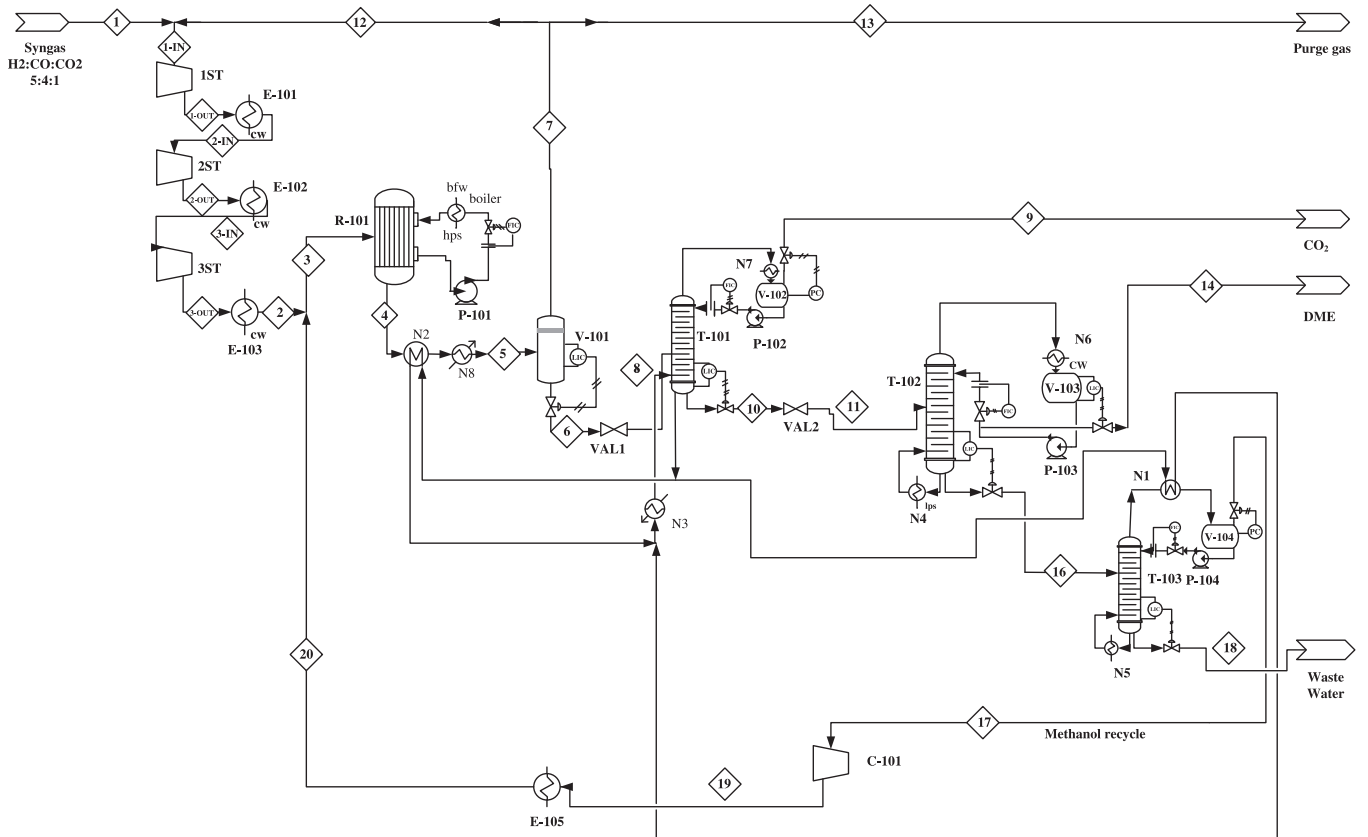 1
12
13
Syngas
H2:CO:CO2
5:4:1
1-IN
Purge gas
1ST
E-101
1-OUT
cw
2-IN
7
2ST
E-102
2-OUT
cw
3-IN
R-101
bfw
boiler
FIC
hps
9
CO2
3ST
3
N7
V-102
PC
14
DME
3-OUT
2
cw
E-103
4
P-101
FIC
P-102
T-101
N2
V-101
LIC
N8
5
8
LIC
N6
CW
V-103
LIC
T-102
FIC
6
VAL1
10
VAL2
11
LIC
P-103
N1
N4
lps
N3
FIC
V-104
PC
T-103
P-104
16
LIC
20
N5
18
Waste
Water
17
Methanol recycle
C-101
19
E-105